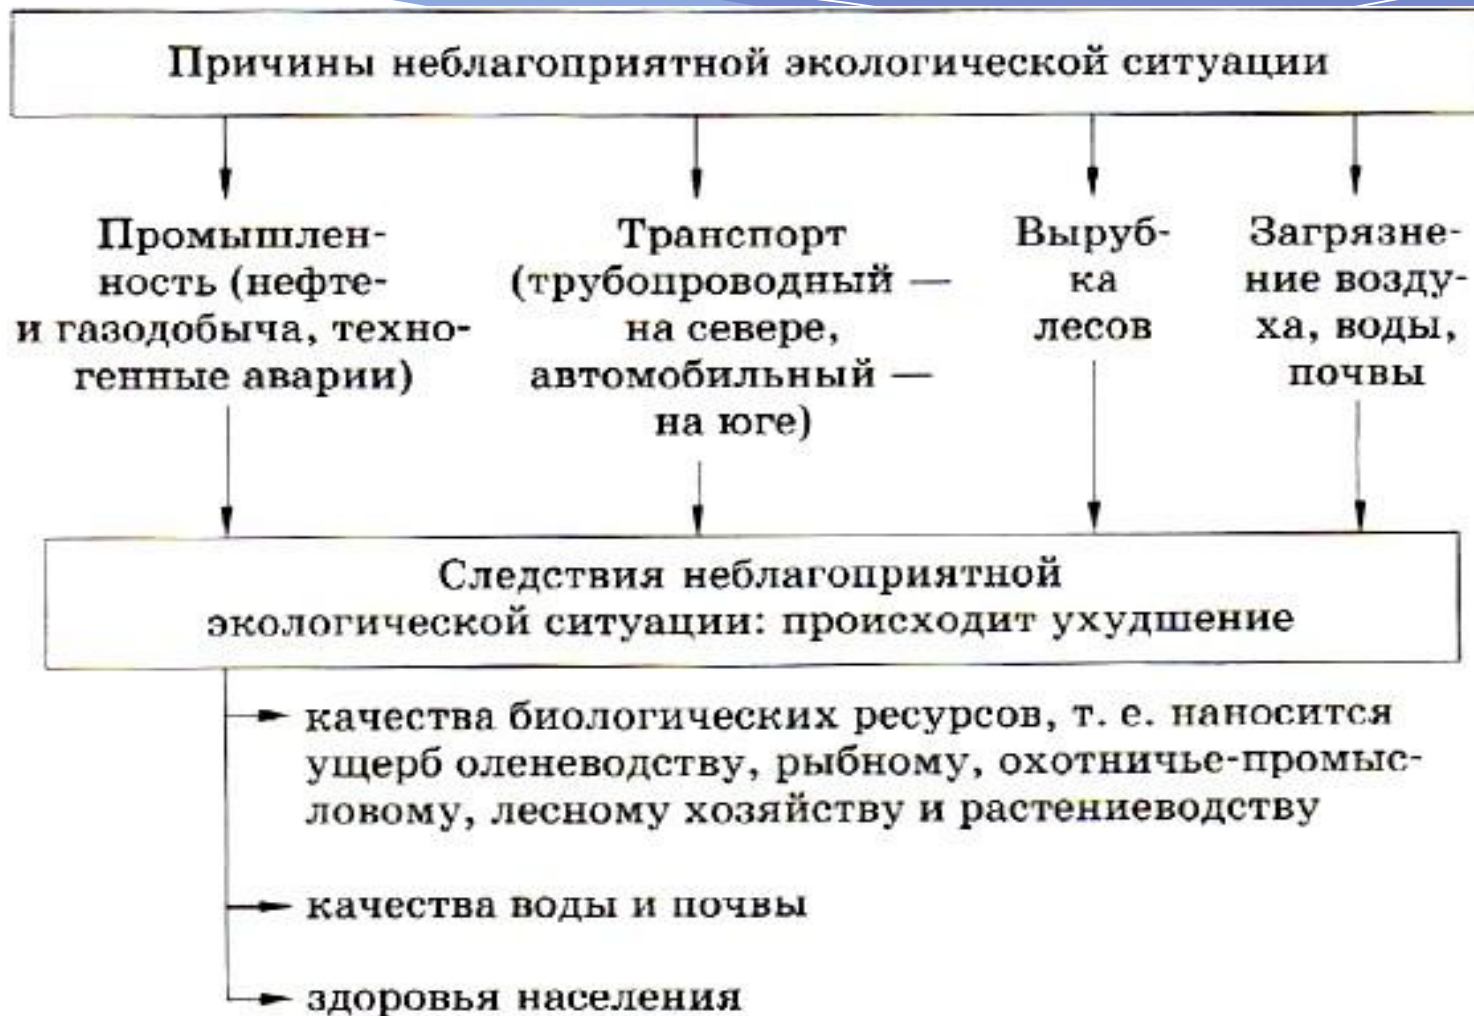 Причины неблагоприятной экологической ситуации
Промышлен-
ность (нефте-
и газодобыча, техно-
генные аварии)
Транспорт
(трубопроводный —
на севере,
автомобильный —
на юге)
Выруб-
ка
лесов
Загрязне-
ние возду-
ха, воды,
почвы
Следствия неблагоприятной
экологической ситуации: происходит ухудшение
качества биологических ресурсов, т. е. наносится
ущерб оленеводству, рыбному, охотничье-промыс-
ловому, лесному хозяйству и растениеводству
качества воды и почвы
здоровья населения